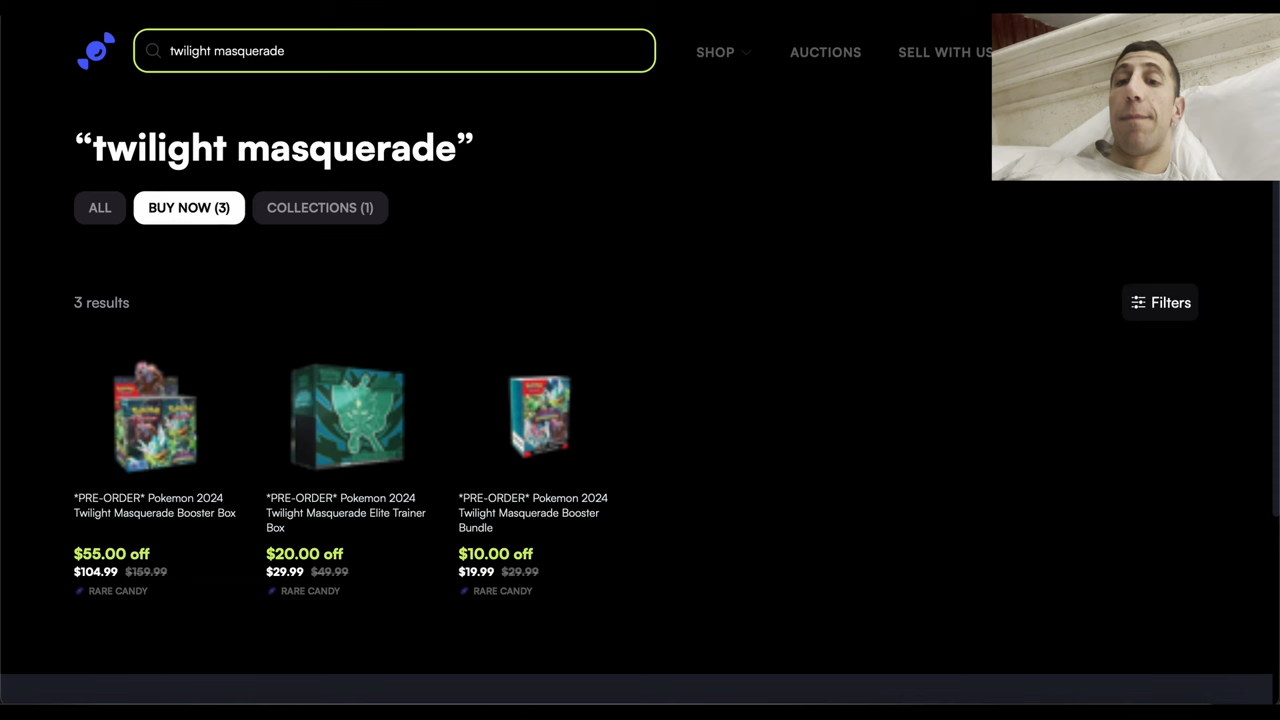 twilight masquerade
SHOP
AUCTIONS
SELL WITH US
“twilight masquerade”
ALL
BUY NOW (3)
COLLECTIONS (1)
3 results
Filters
*PRE-ORDER* Pokemon 2024
Twilight Masquerade Booster Box
$55.00 off
$104.99 $159.99
RARE CANDY
*PRE-ORDER* Pokemon 2024
Twilight Masquerade Elite Trainer
Box
$20.00 off
$29.99 $49.99
RARE CANDY
*PRE-ORDER* Pokemon 2024
Twilight Masquerade Booster
Bundle
$10.00 off
$19.99 $29.99
RARE CANDY